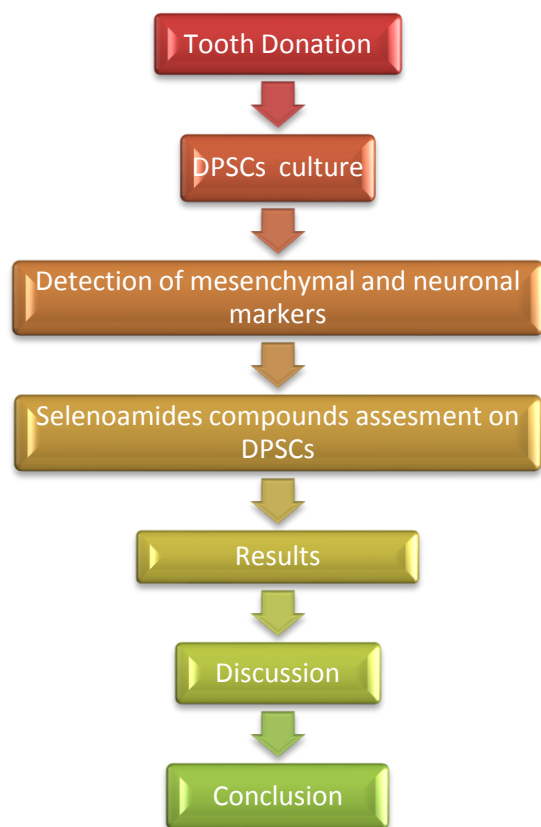 Tooth Donation
DPSCs culture
Detection of mesenchymal and neuronal
markers
Selenoamides compounds assesment on
DPSCs
Results
Discussion
Conclusion